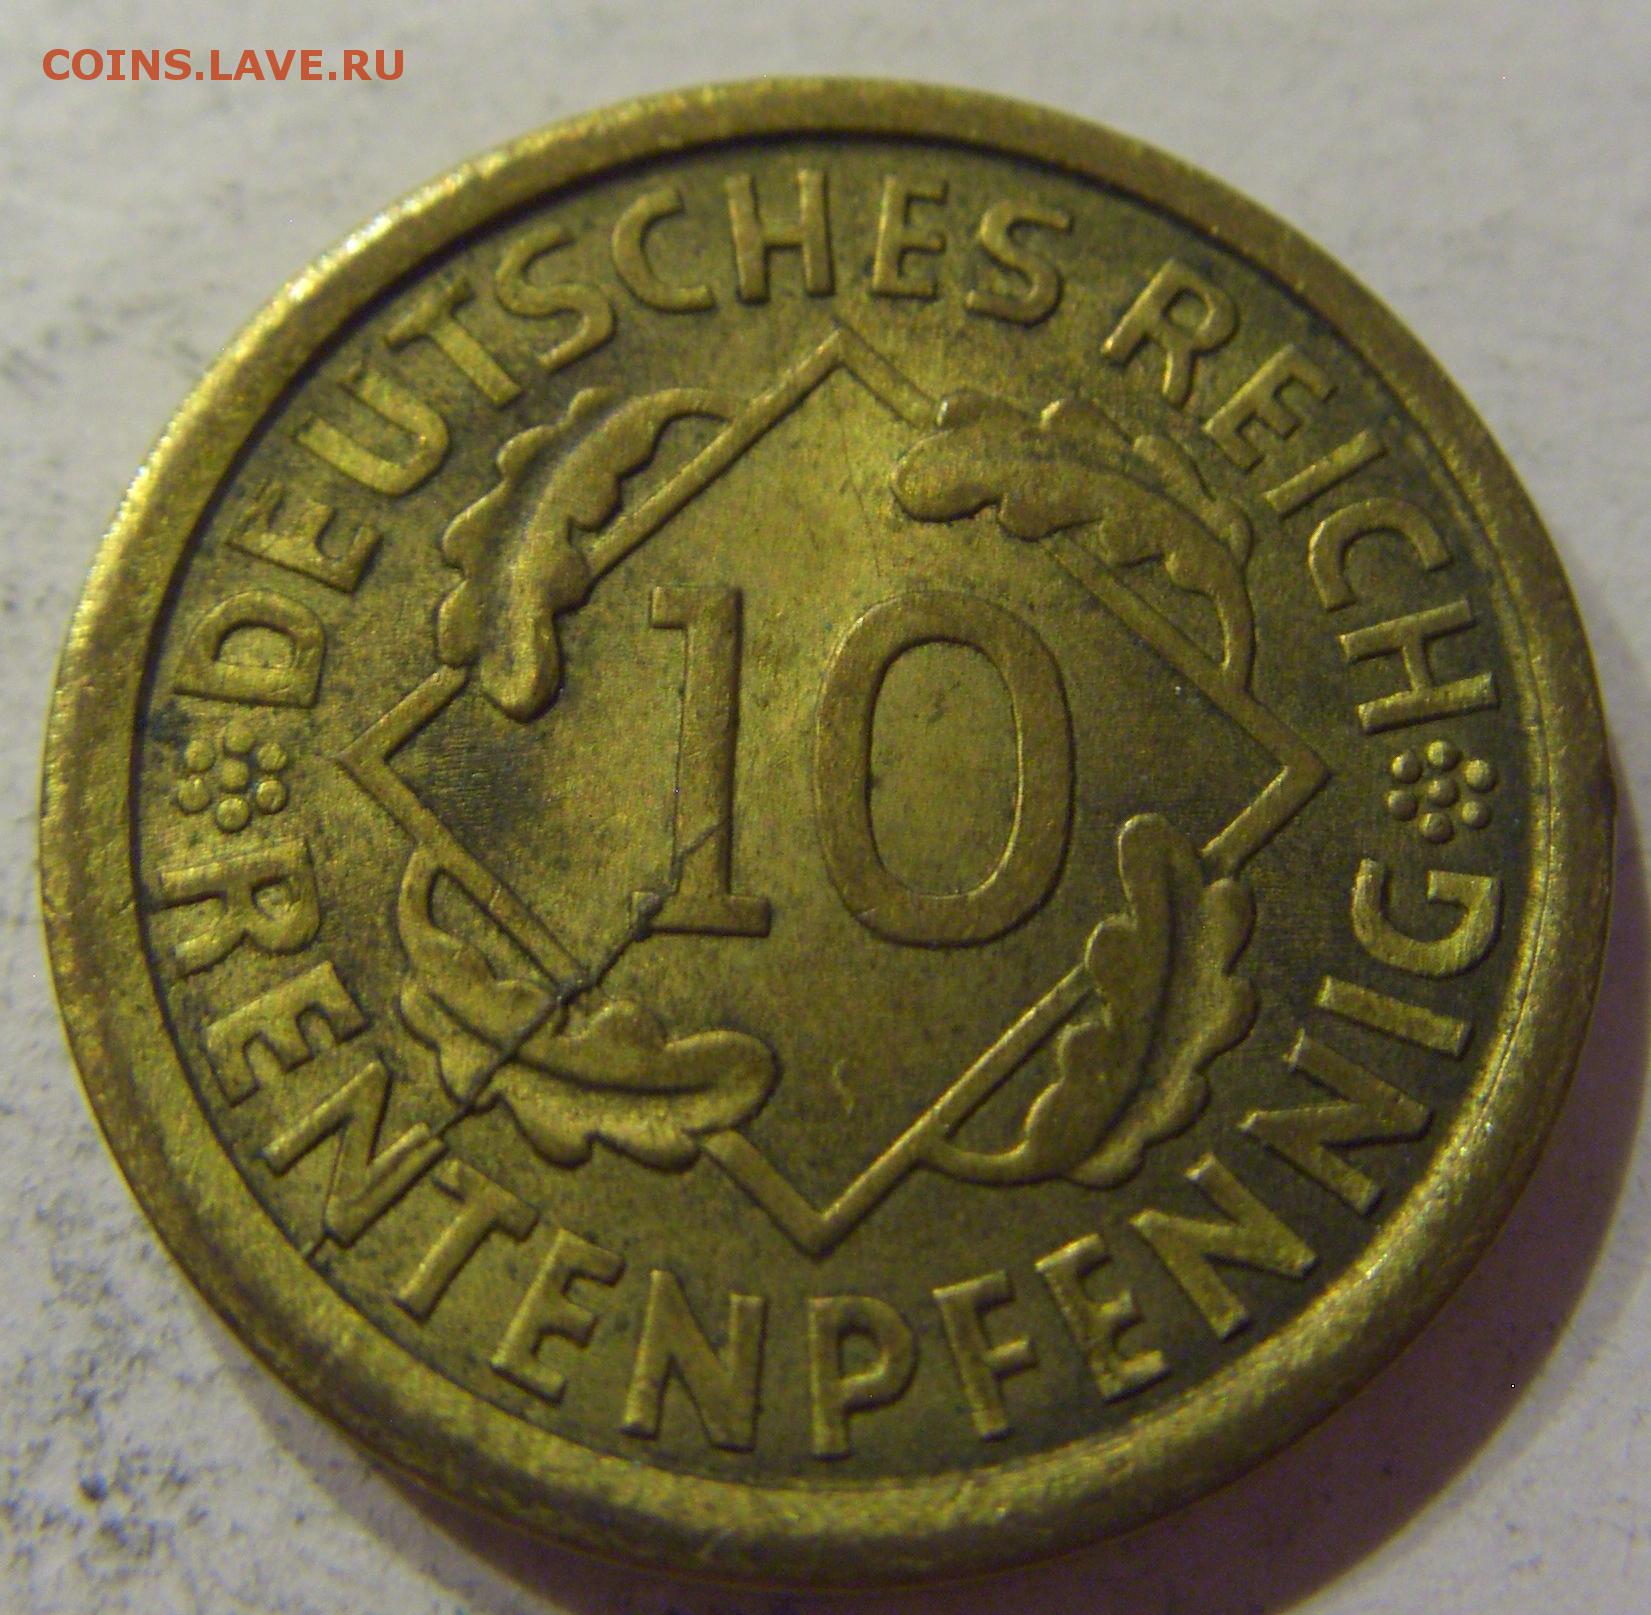 COINS.LAVE.RU
DEUTSCHES REICH
10
RENTENPFENNIG